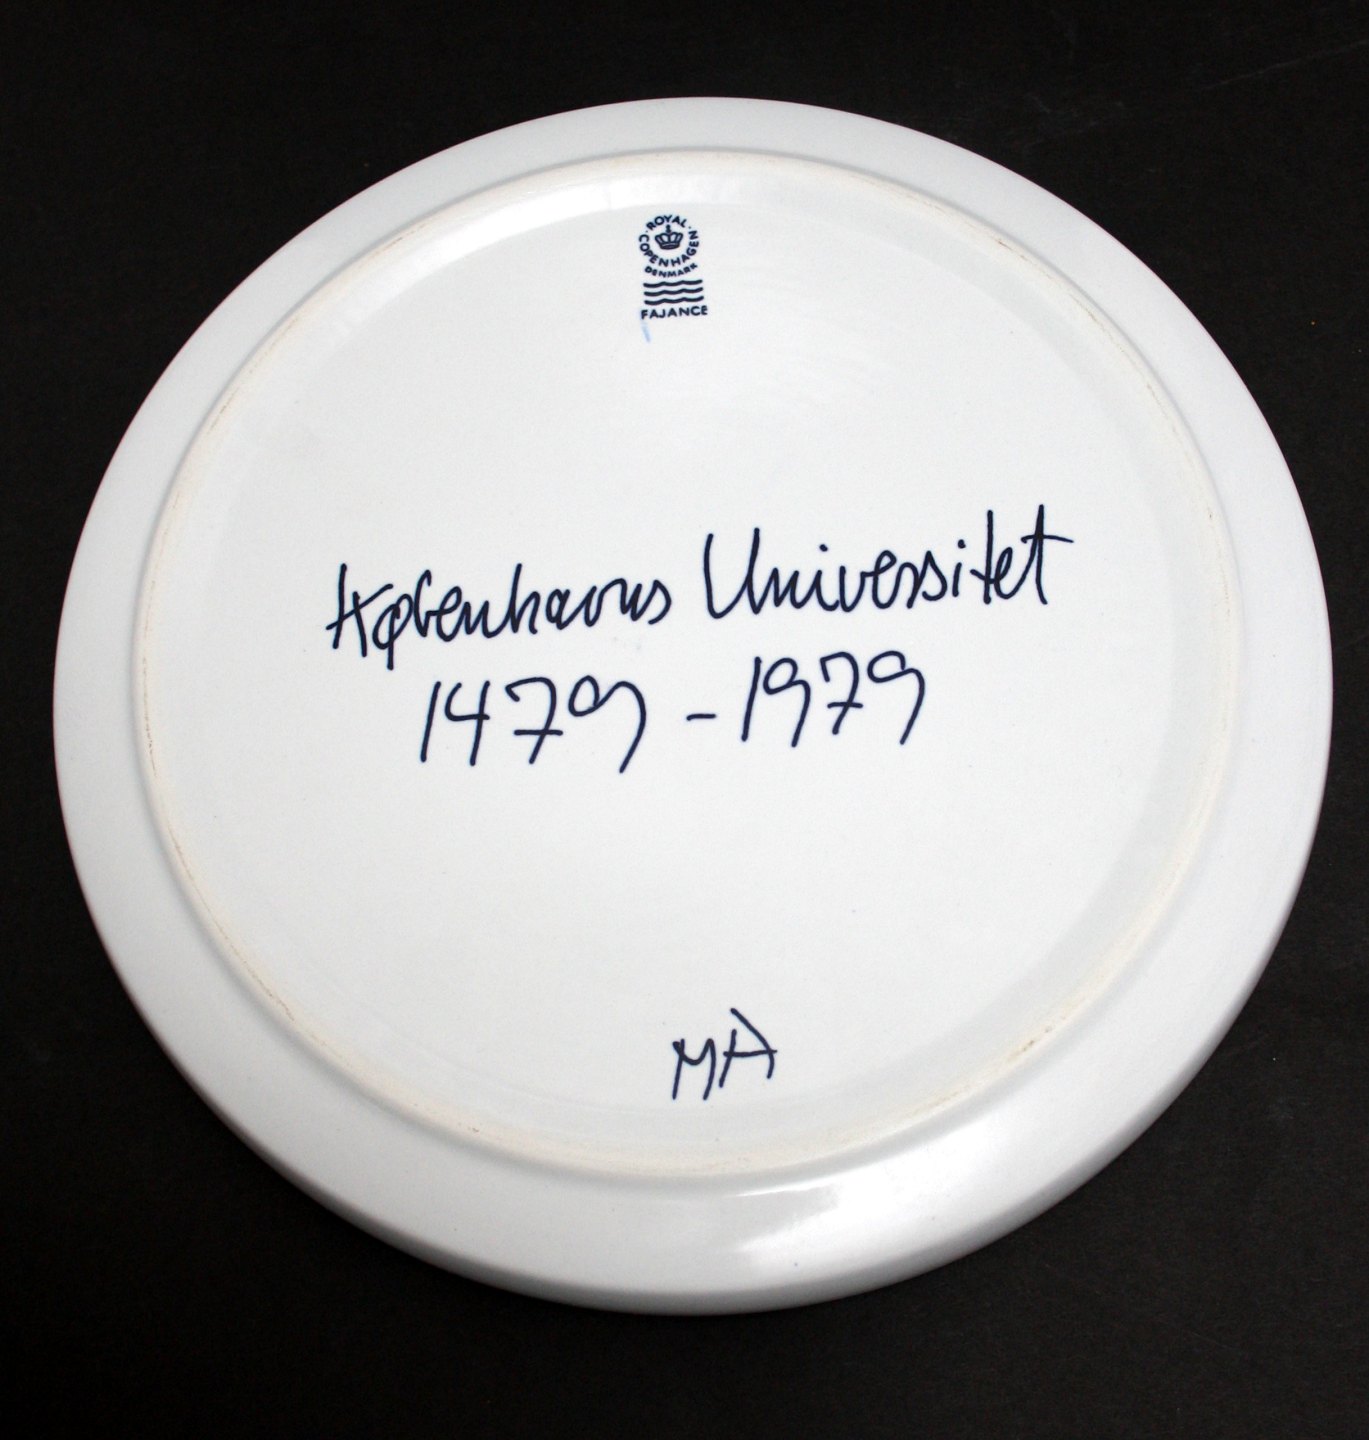 ROYAL COPENHAGEN
DENMARK
FAJANCE
Københavns Universitet
1479-1979
MA